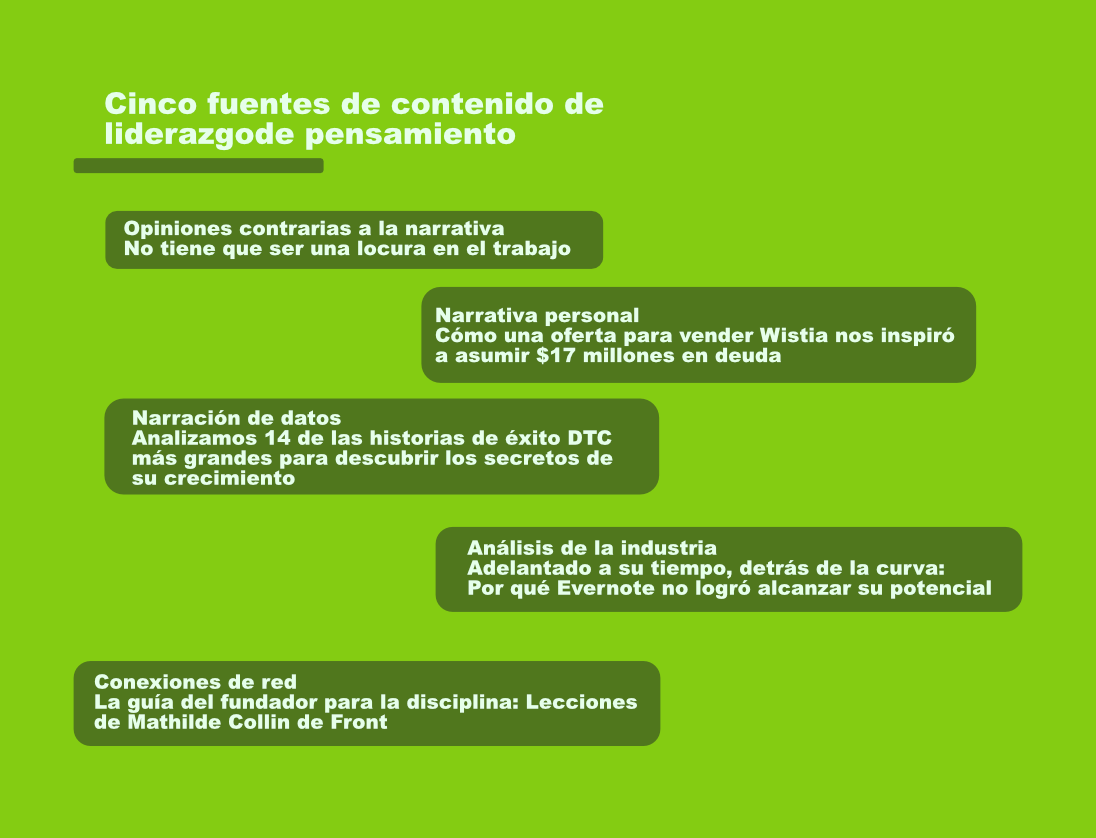 Cinco fuentes de contenido de
liderazgode pensamiento
Opiniones contrarias a la narrativa
No tiene que ser una locura en el trabajo
Narrativa personal
Cómo una oferta para vender Wistia nos inspiró
a asumir $17 millones en deuda
Narración de datos
Analizamos 14 de las historias de éxito DTC
más grandes para descubrir los secretos de
su crecimiento
Análisis de la industria
Adelantado a su tiempo, detrás de la curva:
Por qué Evernote no logró alcanzar su potencial
Conexiones de red
La guía del fundador para la disciplina: Lecciones
de Mathilde Collin de Front